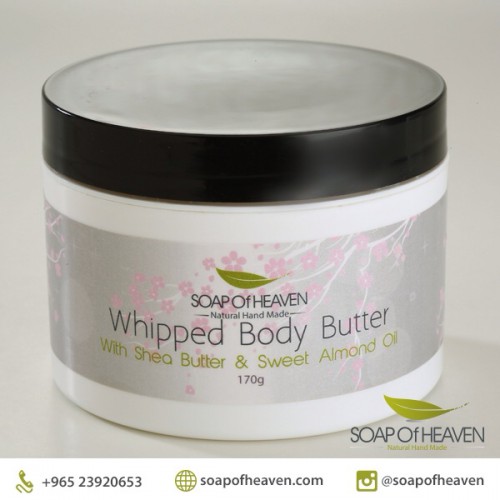 SOAP OF HEAVEN
Natural Hand Made
Whipped Body Butter
With Shea Butter & Sweet Almond Oil
170g
SOAP OF HEAVEN
Natural Hand Made
+965 23920653
soapofheaven.com
@soapofheaven